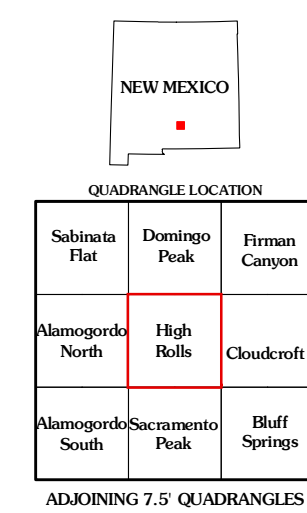 NEW MEXICO
QUADRANGLE LOCATION
Sabinata
Flat
Domingo
Peak
Firman
Canyon
Alamogordo
North
High
Rolls
Cloudcroft
Alamogordo
South
Sacramento
Peak
Bluff
Springs
ADJOINING 7.5' QUADRANGLES